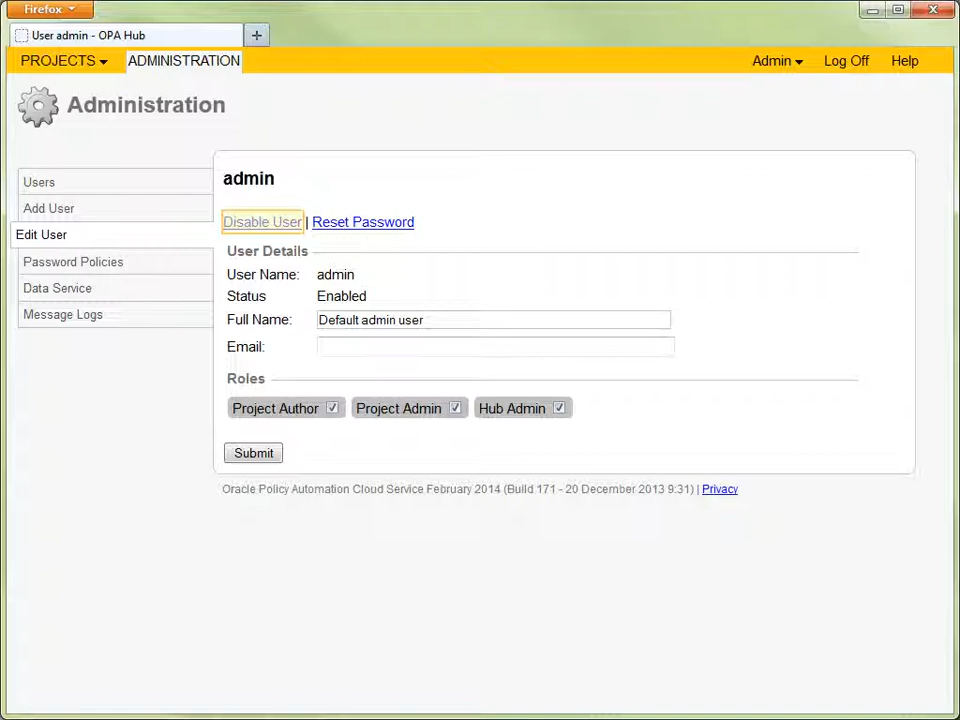 Firefox
User admin - OPA Hub
PROJECTS ADMINISTRATION Admin Log Off Help
Administration
Users
Add User
Edit User
Password Policies
Data Service
Message Logs
admin
Disable User | Reset Password
User Details
User Name: admin
Status Enabled
Full Name: Default admin user
Email:
Roles
Project Author Project Admin Hub Admin
Submit
Oracle Policy Automation Cloud Service February 2014 (Build 171 - 20 December 2013 9:31) | Privacy